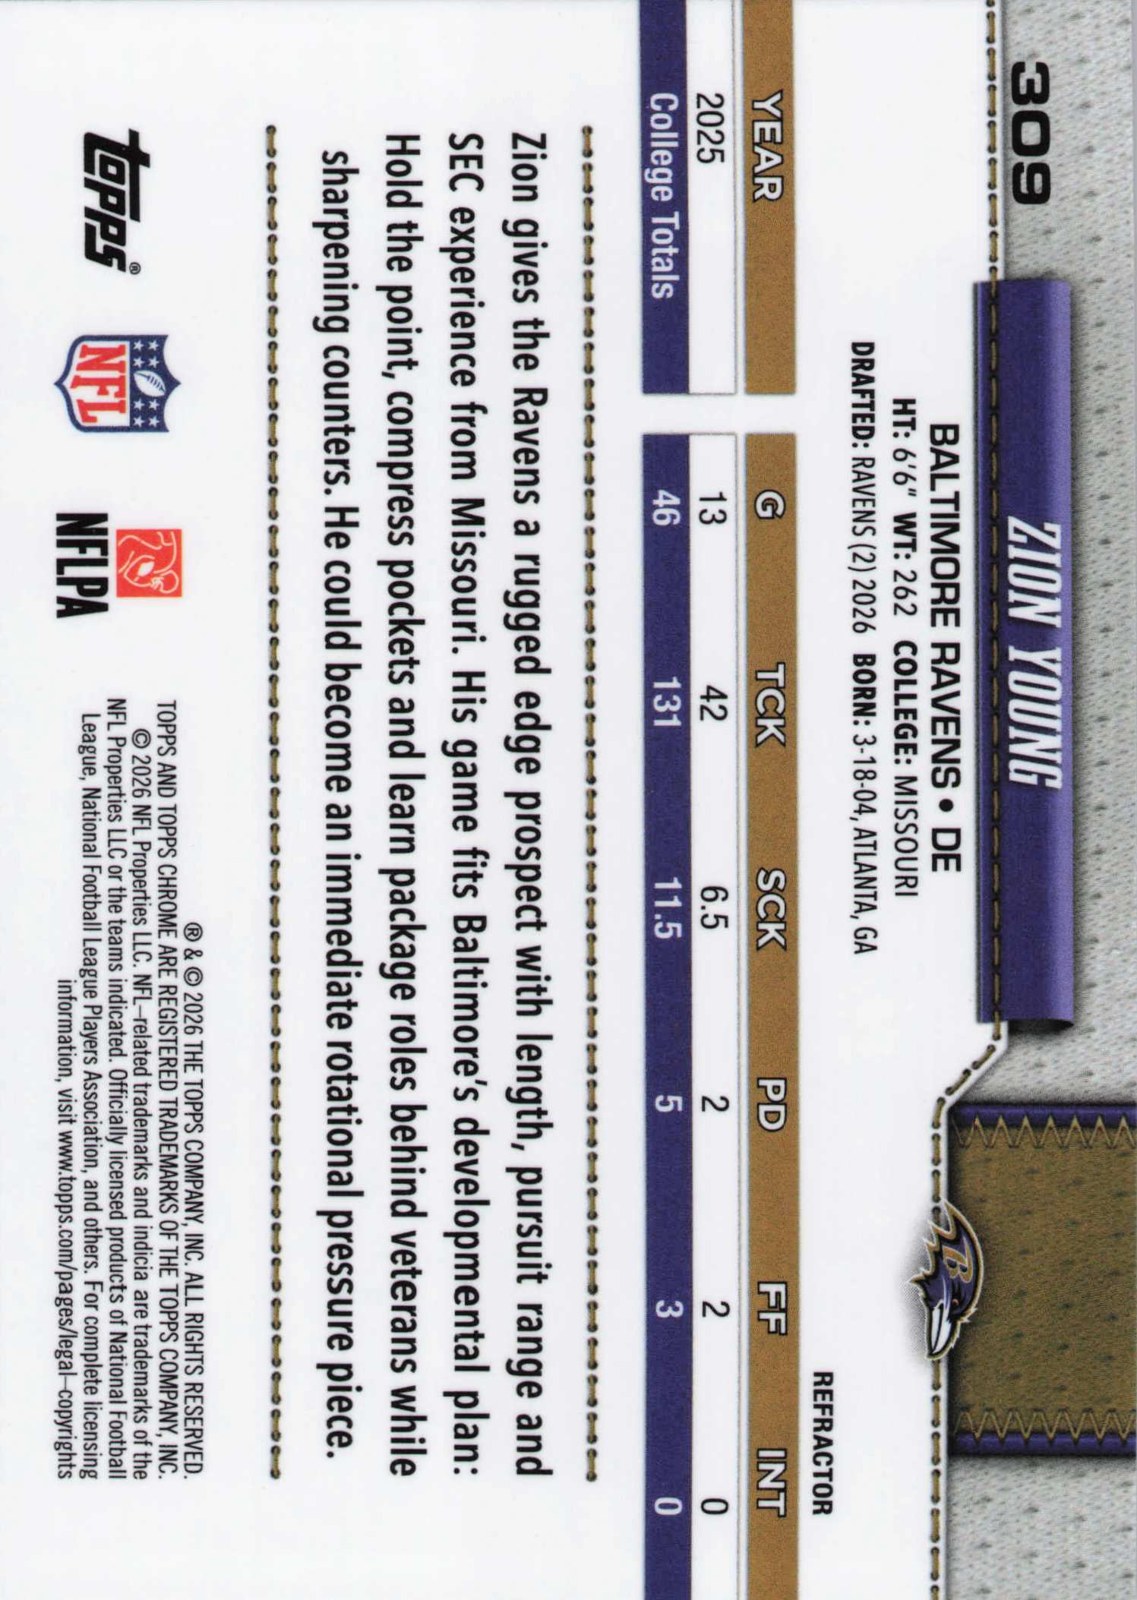 309
ZION YOUNG
BALTIMORE RAVENS • DE
HT: 6'6" WT: 262 COLLEGE: MISSOURI
DRAFTED: RAVENS (2) 2026 BORN: 3-18-04, ATLANTA, GA
REFRACTOR
YEAR G TCK SCK PD FF INT
2025 13 42 6.5 2 2 0
College Totals 46 131 11.5 5 3 0
Zion gives the Ravens a rugged edge prospect with length, pursuit range and
SEC experience from Missouri. His game fits Baltimore's developmental plan:
Hold the point, compress pockets and learn package roles behind veterans while
sharpening counters. He could become an immediate rotational pressure piece.
topps®
NFL
NFLPA
® & © 2026 THE TOPPS COMPANY, INC. ALL RIGHTS RESERVED.
TOPPS AND TOPPS CHROME ARE REGISTERED TRADEMARKS OF THE TOPPS COMPANY, INC.
© 2026 NFL Properties LLC. NFL-related trademarks and indicia are trademarks of the
NFL Properties LLC or the teams indicated. Officially licensed products of National Football
League, National Football League Players Association, and others. For complete licensing
information, visit www.topps.com/pages/legal-copyrights
B